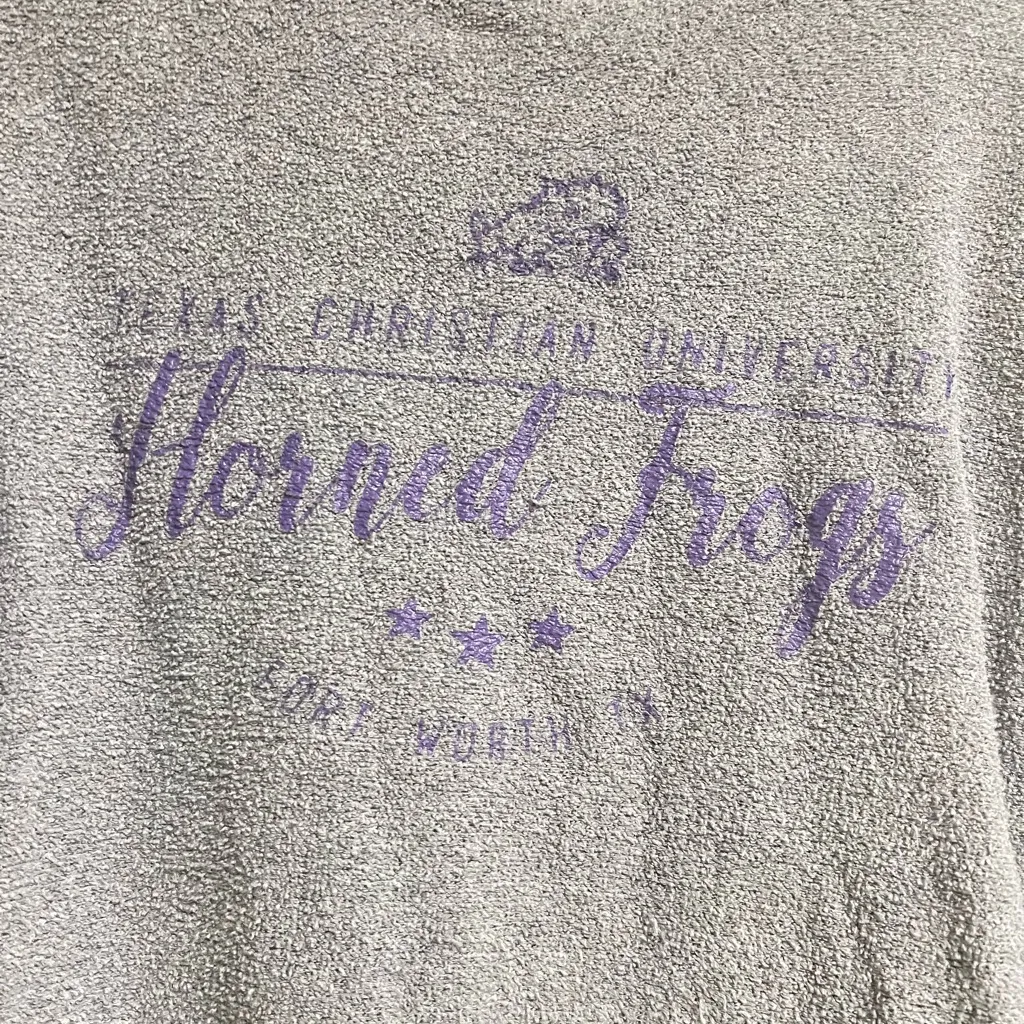 TEXAS CHRISTIAN UNIVERSITY
Horned Frogs
FORT WORTH TX